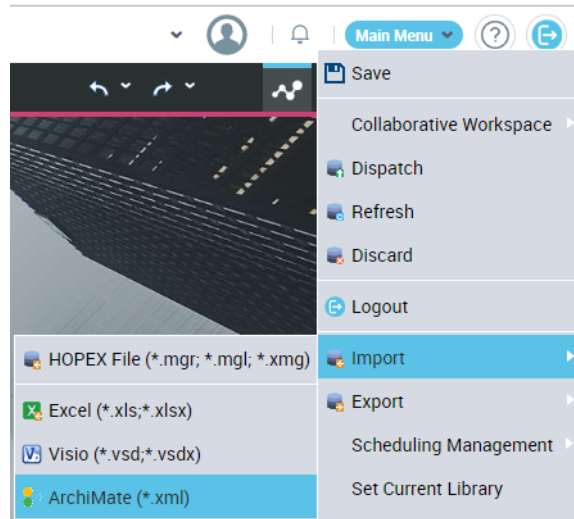 Main Menu
?
Save
Collaborative Workspace
Dispatch
Refresh
Discard
Logout
Import
Export
Scheduling Management
Set Current Library
HOPEX File (*.mgr; *.mgl; *.xmg)
Excel (*.xls;*.xlsx)
Visio (*.vsd;*.vsdx)
ArchiMate (*.xml)